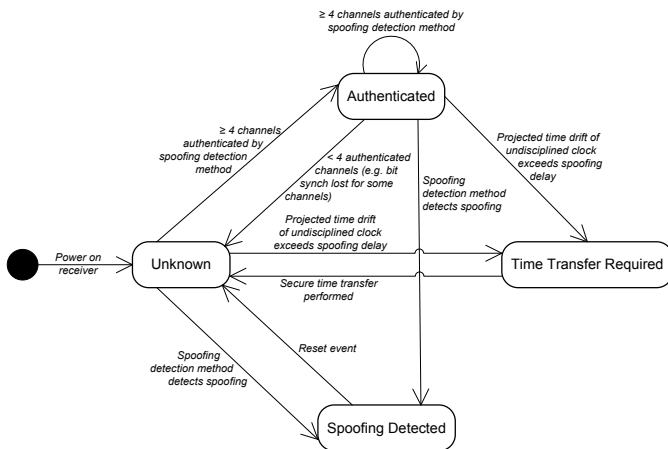 ≥ 4 channels authenticated by
spoofing detection method
Authenticated
≥ 4 channels
authenticated by
spoofing detection
method
Projected time drift of
undisciplined clock
exceeds spoofing
delay
< 4 authenticated
channels (e.g. bit
synch lost for some
channels)
Spoofing
detection method
detects spoofing
Projected time drift
of undisciplined clock
exceeds spoofing delay
Power on
receiver
Unknown
Time Transfer Required
Secure time transfer
performed
Reset event
Spoofing
detection method
detects spoofing
Spoofing Detected